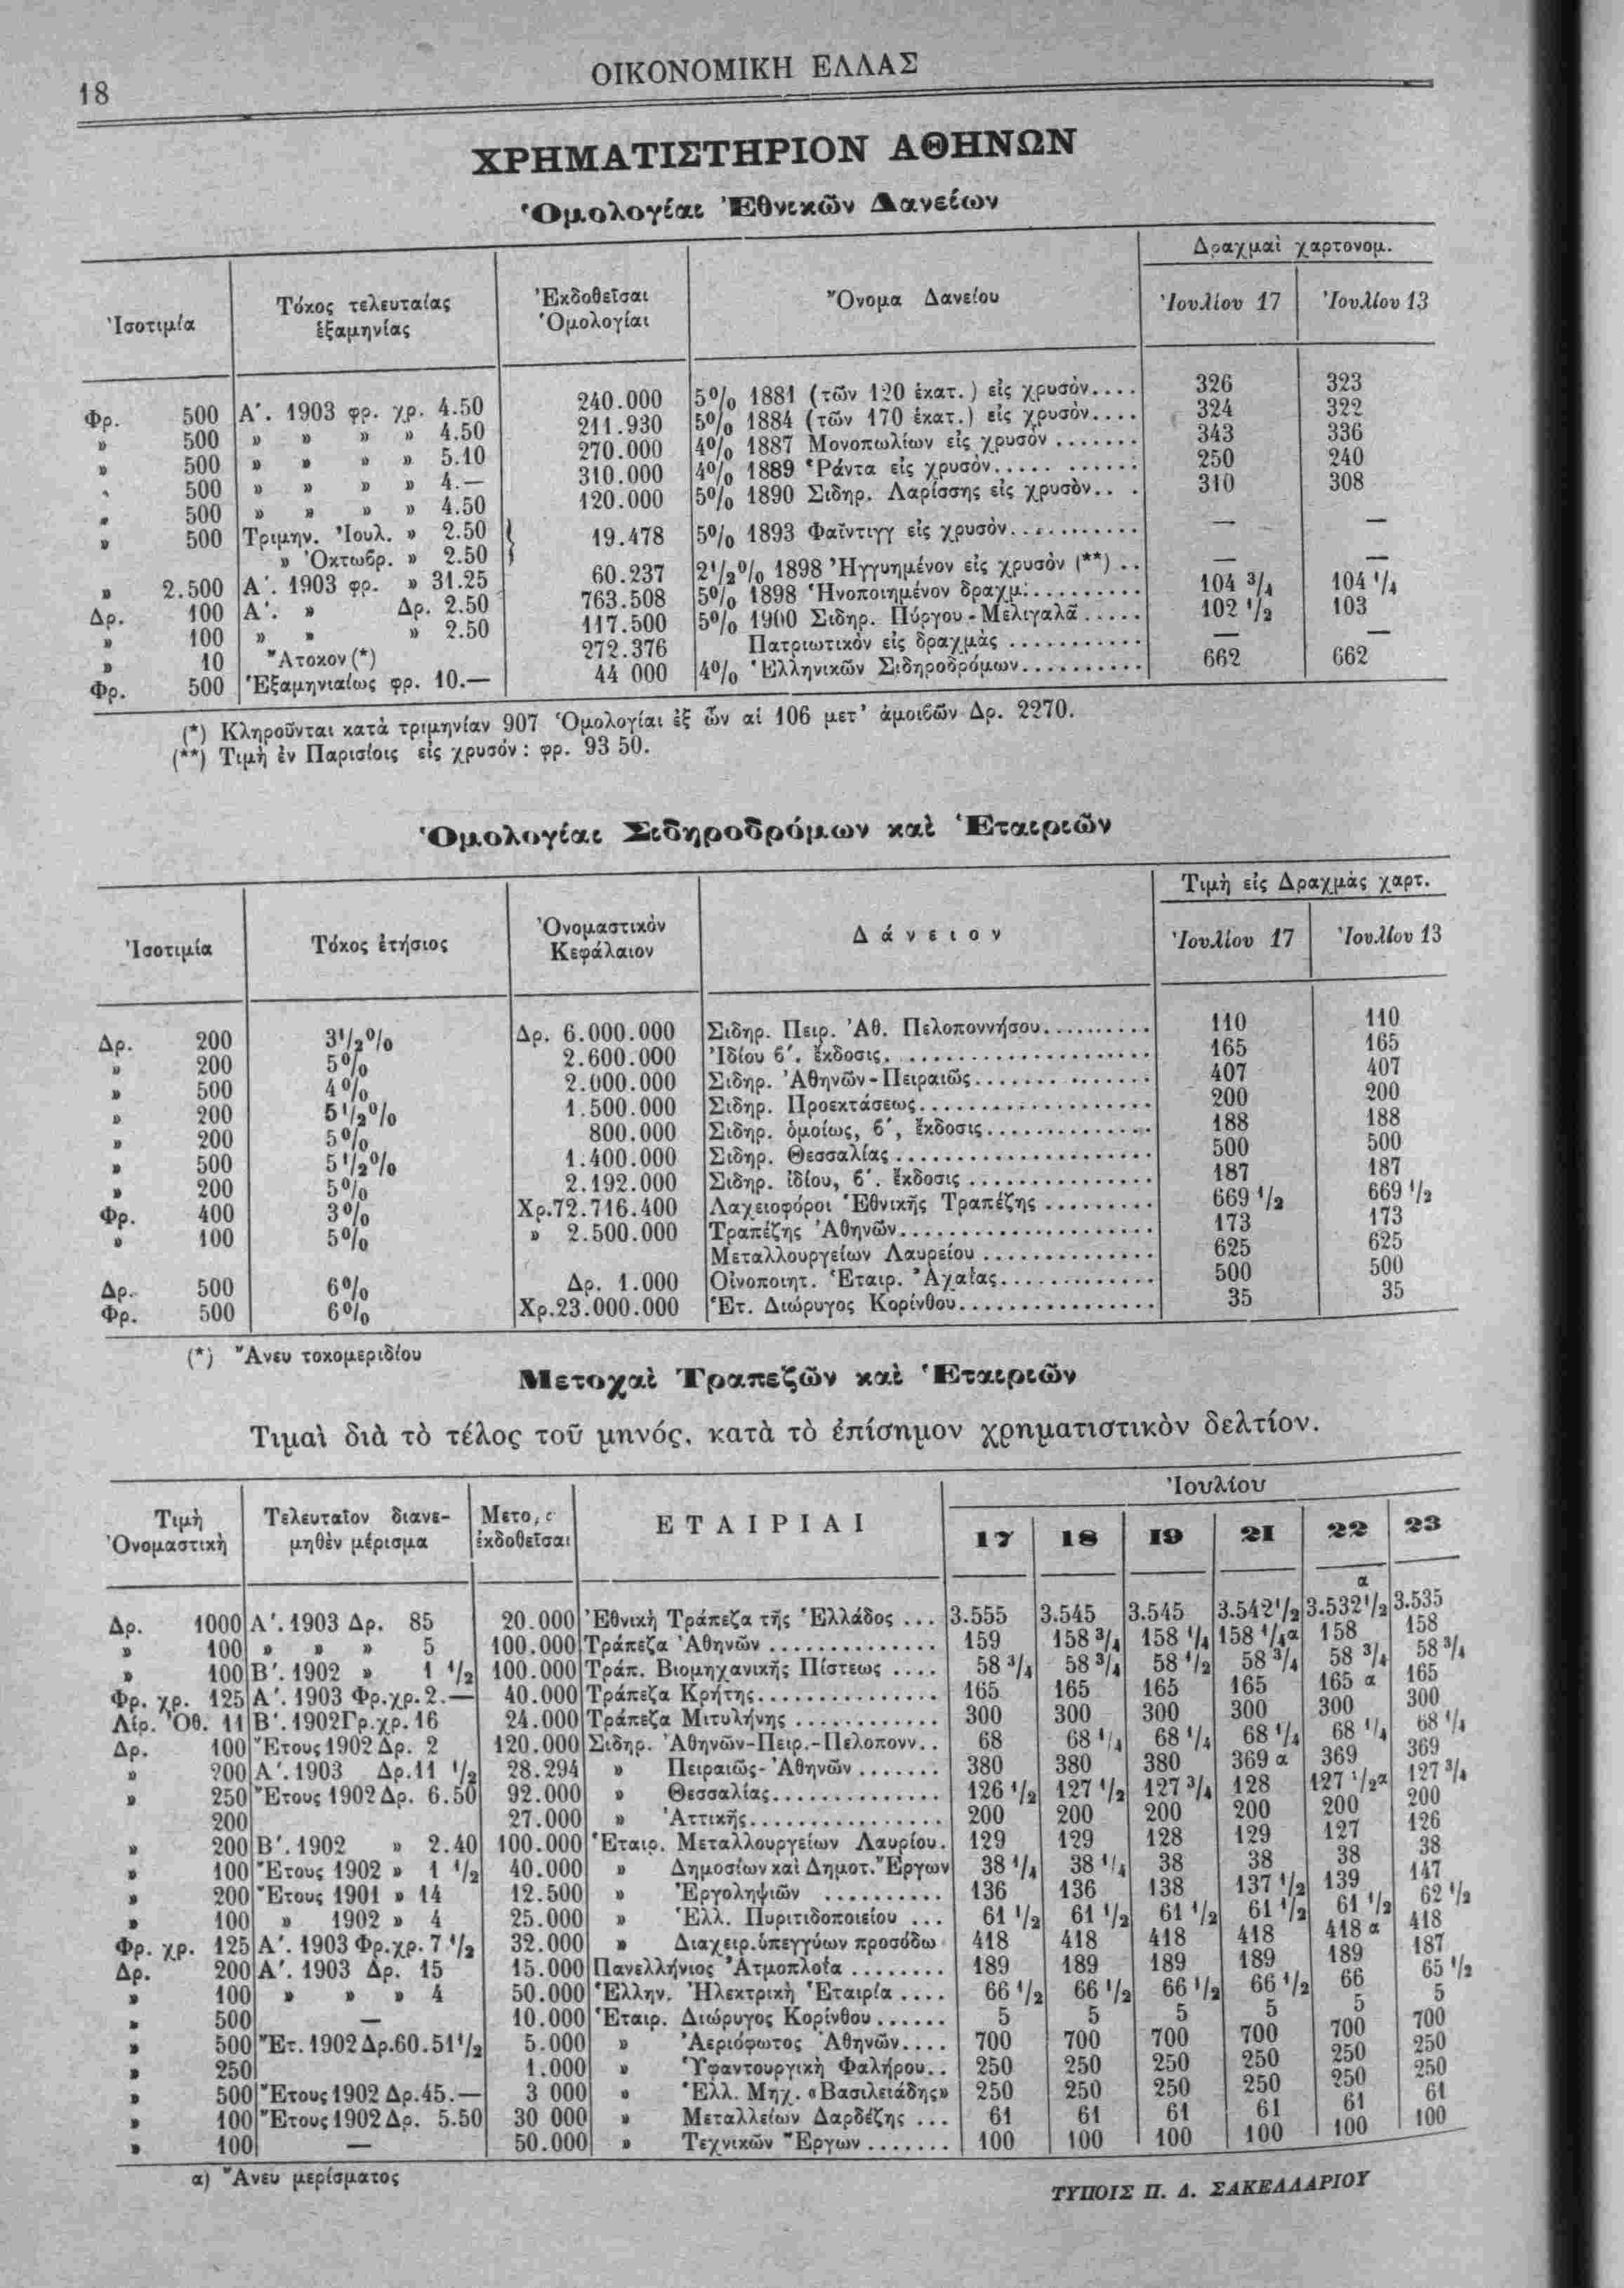 18
ΟΙΚΟΝΟΜΙΚΗ ΕΛΛΑΣ
ΧΡΗΜΑΤΙΣΤΗΡΙΟΝ ΑΘΗΝΩΝ
Ὁμολογίαι Ἐθνικῶν Δανείων
Ἰσοτιμία | Τόκος τελευταίας ἑξαμηνίας | Ἐκδοθεῖσαι Ὁμολογίαι | Ὄνομα Δανείου | Δραχμαὶ χαρτονομ.
Ἰουλίου 17 | Ἰουλίου 13
Φρ. 500 | Α΄. 1903 φρ. χρ. 4.50 | 240.000 | 5% 1881 (τῶν 120 ἑκατ.) εἰς χρυσόν.... | 326 | 323
» 500 | » » » » 4.50 | 211.930 | 5% 1884 (τῶν 170 ἑκατ.) εἰς χρυσόν.... | 324 | 322
» 500 | » » » » 5.10 | 270.000 | 4% 1887 Μονοπωλίων εἰς χρυσόν ....... | 343 | 336
» 500 | » » » » 4.— | 310.000 | 4% 1889 Ῥάντα εἰς χρυσόν..... ...... | 250 | 240
» 500 | » » » » 4.50 | 120.000 | 5% 1890 Σιδηρ. Λαρίσσης εἰς χρυσόν.. . | 310 | 308
» 500 | Τριμην. Ἰουλ. » 2.50 | 19.478 | 5% 1893 Φαΐντιγγ εἰς χρυσόν........... | — | —
» Ὀκτωβρ. » 2.50
» 2.500 | Α΄. 1903 φρ. » 31.25 | 60.237 | 2 1/2% 1898 Ἠγγυημένον εἰς χρυσόν (**) .. | — | —
Δρ. 100 | Α΄. » Δρ. 2.50 | 763.508 | 5% 1898 Ἡνοποιημένον δραχμ:.......... | 104 3/4 | 104 1/4
» 100 | » » » 2.50 | 117.500 | 5% 1900 Σιδηρ. Πύργου-Μελιγαλᾶ ..... | 102 1/2 | 103
» 10 | Ἄτοκον (*) | 272.376 | Πατριωτικόν εἰς δραχμάς ............ | — | —
Φρ. 500 | Ἑξαμηνιαίως φρ. 10.— | 44 000 | 4% Ἑλληνικῶν Σιδηροδρόμων........... | 662 | 662
(*) Κληροῦνται κατὰ τριμηνίαν 907 Ὁμολογίαι ἐξ ὧν αἱ 106 μετ' ἀμοιβῶν Δρ. 2270.
(**) Τιμὴ ἐν Παρισίοις εἰς χρυσόν: φρ. 93 50.
Ὁμολογίαι Σιδηροδρόμων καὶ Ἑταιριῶν
Ἰσοτιμία | Τόκος ἐτήσιος | Ὀνομαστικὸν Κεφάλαιον | Δάνειον | Τιμὴ εἰς Δραχμὰς χαρτ.
Ἰουλίου 17 | Ἰουλίου 13
Δρ. 200 | 3 1/2% | Δρ. 6.000.000 | Σιδηρ. Πειρ. Ἀθ. Πελοποννήσου.......... | 110 | 110
» 200 | 5% | 2.600.000 | Ἰδίου β΄. ἔκδοσις. .................... | 165 | 165
» 500 | 4% | 2.000.000 | Σιδηρ. Ἀθηνῶν-Πειραιῶς....... ....... | 407 | 407
» 200 | 5 1/2% | 1.500.000 | Σιδηρ. Προεκτάσεως.................... | 200 | 200
» 200 | 5% | 800.000 | Σιδηρ. ὁμοίως, β΄, ἔκδοσις.............. | 188 | 188
» 500 | 5 1/2% | 1.400.000 | Σιδηρ. Θεσσαλίας ...................... | 500 | 500
» 200 | 5% | 2.192.000 | Σιδηρ. ἰδίου, β΄. ἔκδοσις ................ | 187 | 187
Φρ. 400 | 3% | Χρ.72.716.400 | Λαχειοφόροι Ἐθνικῆς Τραπέζης ......... | 669 1/2 | 669 1/2
» 100 | 5% | » 2.500.000 | Τραπέζης Ἀθηνῶν...................... | 173 | 173
Μεταλλουργείων Λαυρείου .............. | 625 | 625
Δρ. 500 | 6% | Δρ. 1.000 | Οἰνοποιητ. Ἑταιρ. Ἀχαΐας.............. | 500 | 500
Φρ. 500 | 6% | Χρ.23.000.000 | Ἑτ. Διώρυγος Κορίνθου................. | 35 | 35
(*) Ἄνευ τοκομεριδίου
Μετοχαὶ Τραπεζῶν καὶ Ἑταιριῶν
Τιμαὶ διὰ τὸ τέλος τοῦ μηνός, κατὰ τὸ ἐπίσημον χρηματιστικὸν δελτίον.
Τιμὴ Ὀνομαστικὴ | Τελευταῖον διανεμηθὲν μέρισμα | ἐκδοθεῖσαι | ΕΤΑΙΡΙΑΙ | Ἰουλίου
17 | 18 | 19 | 21 | 22 | 23
Δρ. 1000 | Α΄. 1903 Δρ. 85 | 20.000 | Ἐθνικὴ Τράπεζα τῆς Ἑλλάδος ... | 3.555 | 3.545 | 3.545 | 3.542 1/2 | 3.532 1/2 α | 3.535
» 100 | » » » 5 | 100.000 | Τράπεζα Ἀθηνῶν .............. | 159 | 158 3/4 | 158 1/4 | 158 1/4 α | 158 | 158
» 100 | Β΄. 1902 » 1 1/2 | 100.000 | Τράπ. Βιομηχανικῆς Πίστεως .... | 58 3/4 | 58 3/4 | 58 1/2 | 58 3/4 | 58 3/4 | 58 3/4
Φρ. χρ. 125 | Α΄. 1903 Φρ.χρ.2.— | 40.000 | Τράπεζα Κρήτης............... | 165 | 165 | 165 | 165 | 165 α | 165
Λίρ. Ὀθ. 11 | Β΄. 1902 Γρ.χρ. 16 | 24.000 | Τράπεζα Μιτυλήνης ............ | 300 | 300 | 300 | 300 | 300 | 300
Δρ. 100 | Ἔτους 1902 Δρ. 2 | 120.000 | Σιδηρ. Ἀθηνῶν-Πειρ.-Πελοπονν.. | 68 | 68 1/4 | 68 1/4 | 68 1/4 | 68 1/4 | 68 1/4
» 200 | Α΄. 1903 Δρ.11 1/2 | 28.294 | » Πειραιῶς-Ἀθηνῶν ....... | 380 | 380 | 380 | 369 α | 369 | 369
» 250 | Ἔτους 1902 Δρ. 6.50 | 92.000 | » Θεσσαλίας.............. | 126 1/2 | 127 1/2 | 127 3/4 | 128 | 127 1/2 α | 127 3/4
200 | 27.000 | » Ἀττικῆς................ | 200 | 200 | 200 | 200 | 200 | 200
» 200 | Β΄. 1902 » 2.40 | 100.000 | Ἑταιρ. Μεταλλουργείων Λαυρίου. | 129 | 129 | 128 | 129 | 127 | 126
» 100 | Ἔτους 1902 » 1 1/2 | 40.000 | » Δημοσίων καὶ Δημοτ. Ἔργων | 38 1/4 | 38 1/4 | 38 | 38 | 38 | 38
» 200 | Ἔτους 1901 » 14 | 12.500 | » Ἐργοληψιῶν .......... | 136 | 136 | 138 | 137 1/2 | 139 | 147
» 100 | » 1902 » 4 | 25.000 | » Ἑλλ. Πυριτιδοποιείου ... | 61 1/2 | 61 1/2 | 61 1/2 | 61 1/2 | 61 1/2 | 62 1/2
Φρ. χρ. 125 | Α΄. 1903 Φρ.χρ. 7 1/2 | 32.000 | » Διαχειρ. ὑπεγγύων προσόδων | 418 | 418 | 418 | 418 | 418 α | 418
Δρ. 200 | Α΄. 1903 Δρ. 15 | 15.000 | Πανελλήνιος Ἀτμοπλοΐα ........ | 189 | 189 | 189 | 189 | 189 | 187
» 100 | » » » 4 | 50.000 | Ἑλλην. Ἠλεκτρικὴ Ἑταιρία .... | 66 1/2 | 66 1/2 | 66 1/2 | 66 1/2 | 66 | 65 1/2
» 500 | — | 10.000 | Ἑταιρ. Διώρυγος Κορίνθου ...... | 5 | 5 | 5 | 5 | 5 | 5
» 500 | Ἔτ. 1902 Δρ.60.51 1/2 | 5.000 | » Ἀεριόφωτος Ἀθηνῶν.... | 700 | 700 | 700 | 700 | 700 | 700
» 250 | 1.000 | » Ὑφαντουργικὴ Φαλήρου.. | 250 | 250 | 250 | 250 | 250 | 250
» 500 | Ἔτους 1902 Δρ.45.— | 3 000 | » Ἑλλ. Μηχ. «Βασιλειάδης» | 250 | 250 | 250 | 250 | 250 | 250
» 100 | Ἔτους 1902 Δρ. 5.50 | 30 000 | » Μεταλλείων Δαρδέζης ... | 61 | 61 | 61 | 61 | 61 | 61
» 100 | — | 50.000 | » Τεχνικῶν Ἔργων ....... | 100 | 100 | 100 | 100 | 100 | 100
α) Ἄνευ μερίσματος
ΤΥΠΟΙΣ Π. Δ. ΣΑΚΕΛΛΑΡΙΟΥ